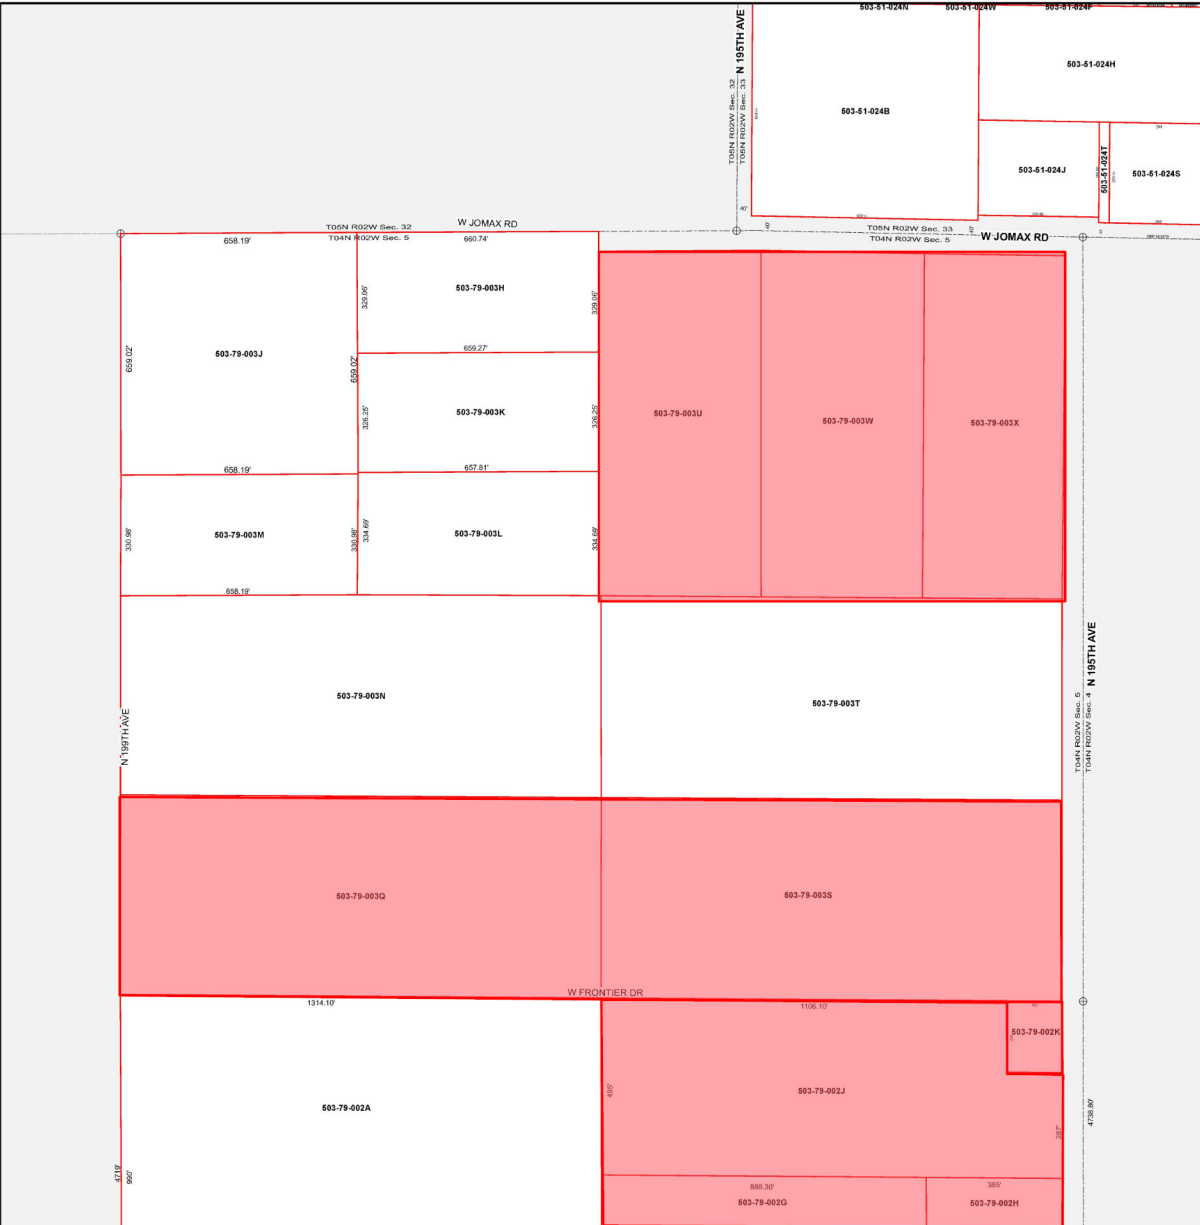 503-51-024N
503-51-024W
503-51-024F
N 195TH AVE
T05N R02W Sec. 32
T05N R02W Sec. 33
503-51-024H
503-51-024B
503-51-024J
503-51-024T
503-51-024S
40'
40'
40'
W JOMAX RD
T05N R02W Sec. 32
T04N R02W Sec. 5
658.19'
660.74'
T05N R02W Sec. 33
T04N R02W Sec. 5
W JOMAX RD
503-79-003H
329.06'
329.06'
659.27'
503-79-003J
659.02'
659.02'
503-79-003K
326.25'
326.25'
503-79-003U
503-79-003W
503-79-003X
658.19'
657.81'
503-79-003M
330.98'
330.98'
334.69'
503-79-003L
334.69'
658.19'
503-79-003N
503-79-003T
N 199TH AVE
N 195TH AVE
T04N R02W Sec. 5
T04N R02W Sec. 4
503-79-003Q
503-79-003S
W FRONTIER DR
1314.10'
1106.10'
503-79-002K
503-79-002J
495'
287'
4738.80'
503-79-002A
4719'
990'
888.30'
385'
503-79-002G
503-79-002H